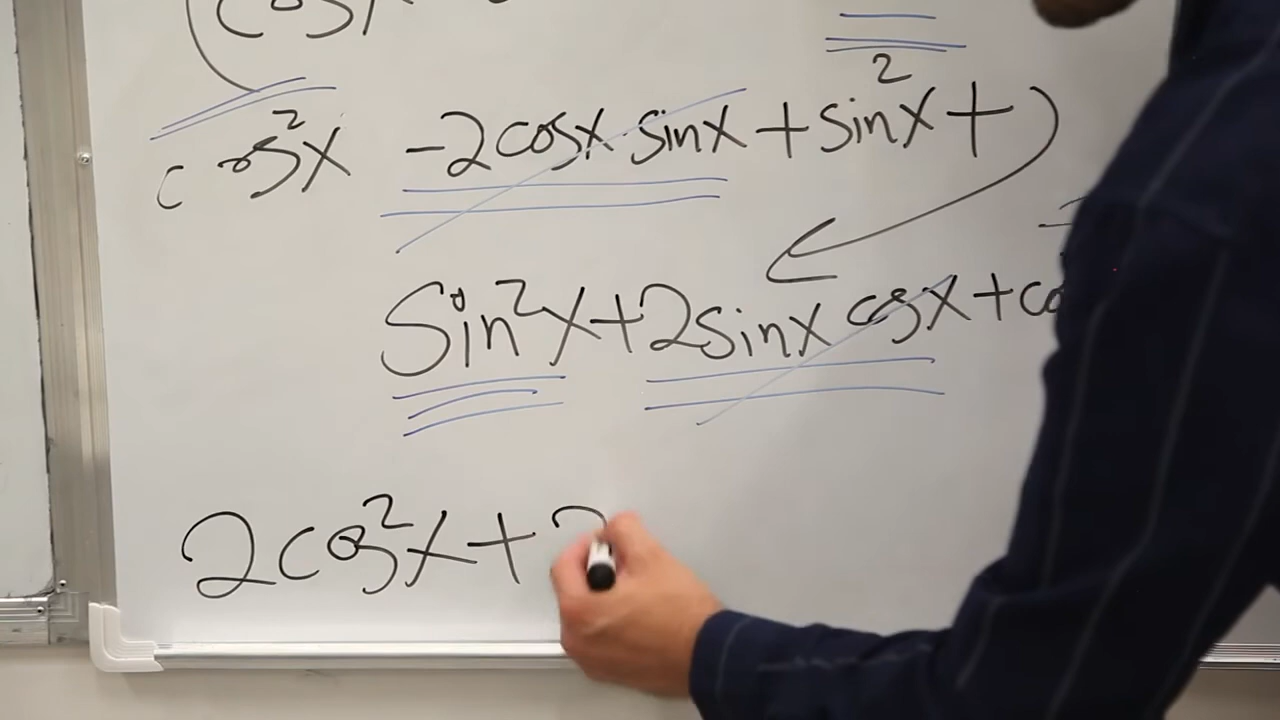 cos²x -2cosx sinx + sin²x +
sin²x + 2sinx cosx + co
2cos²x + 2